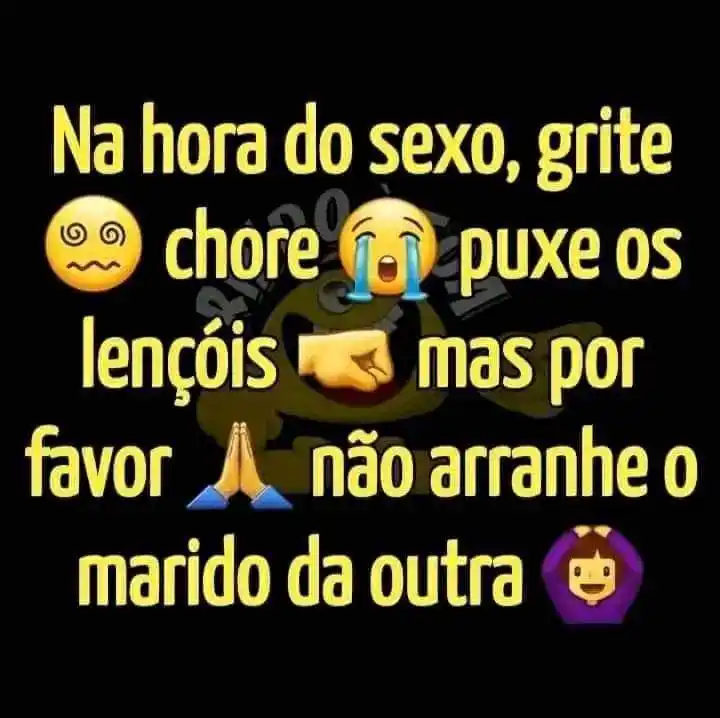 Na hora do sexo, grite
😵‍💫 chore 😭 puxe os
lençóis 🤜 mas por
favor 🙏 não arranhe o
marido da outra 🙆‍♀️